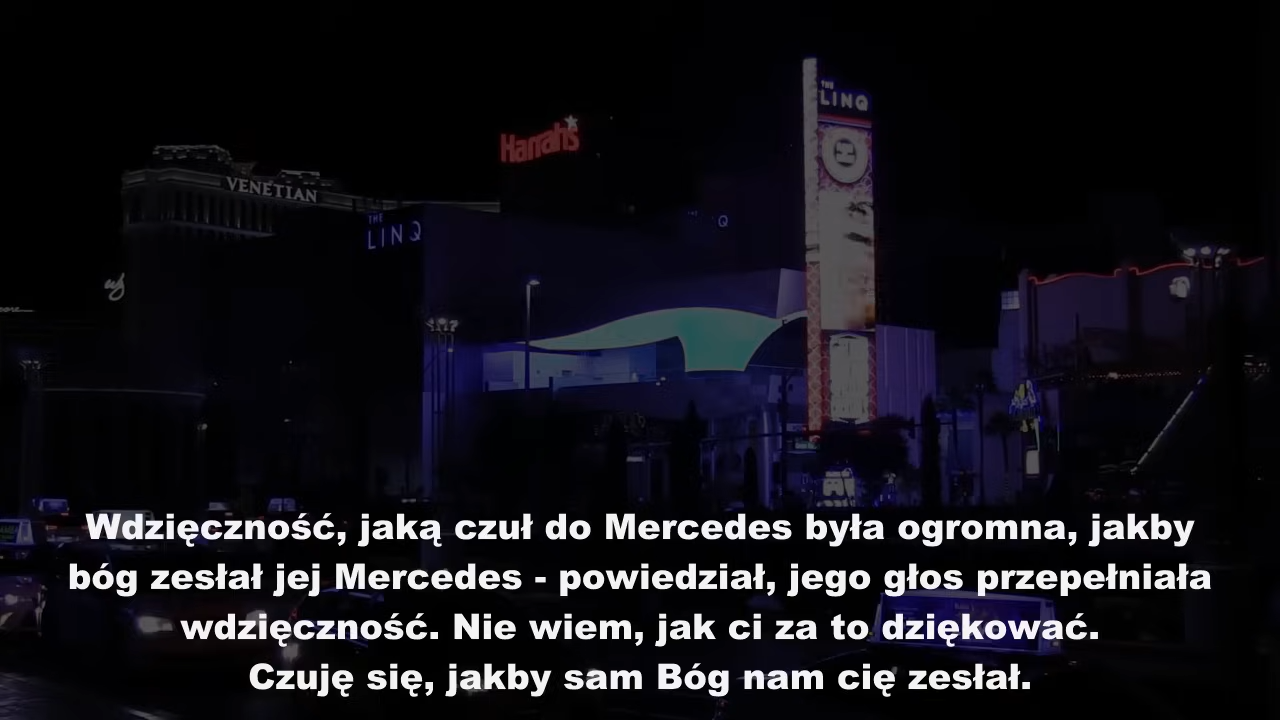 THE
LINQ
Harrah's
VENETIAN
THE
LINQ
Wdzięczność, jaką czuł do Mercedes była ogromna, jakby
bóg zesłał jej Mercedes - powiedział, jego głos przepełniała
wdzięczność. Nie wiem, jak ci za to dziękować.
Czuję się, jakby sam Bóg nam cię zesłał.